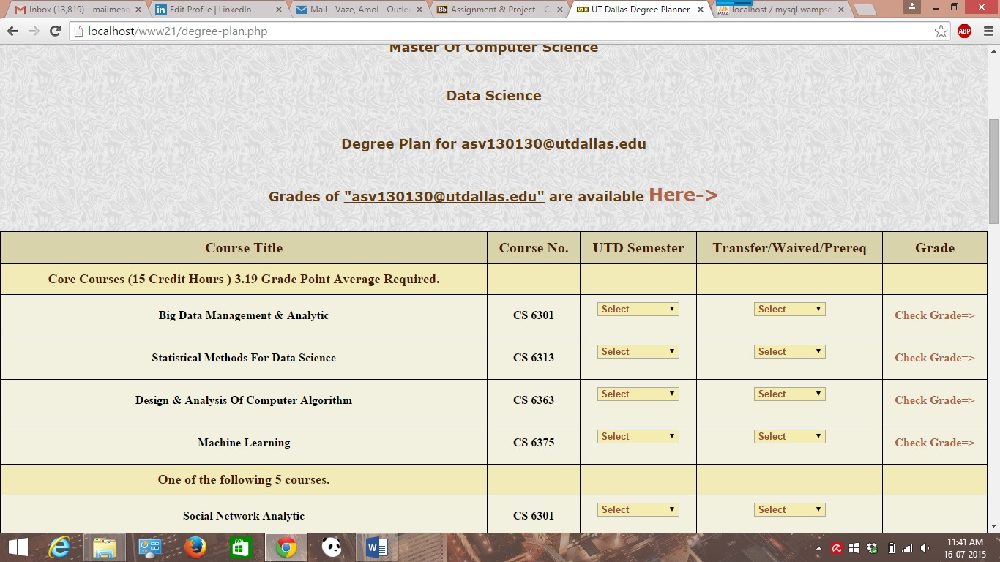 Inbox (13,819) - mailmean
Edit Profile | LinkedIn
Mail - Vaze, Amol - Outlo
Bb Assignment & Project – C
UTD UT Dallas Degree Planner
PMA localhost / mysql wampse
localhost/www21/degree-plan.php
ABP
Master Of Computer Science
Data Science
Degree Plan for asv130130@utdallas.edu
Grades of "asv130130@utdallas.edu" are available Here->
Course Title Course No. UTD Semester Transfer/Waived/Prereq Grade
Core Courses (15 Credit Hours ) 3.19 Grade Point Average Required.
Big Data Management & Analytic CS 6301 Select Select Check Grade=>
Statistical Methods For Data Science CS 6313 Select Select Check Grade=>
Design & Analysis Of Computer Algorithm CS 6363 Select Select Check Grade=>
Machine Learning CS 6375 Select Select Check Grade=>
One of the following 5 courses.
Social Network Analytic CS 6301 Select Select
11:41 AM
16-07-2015